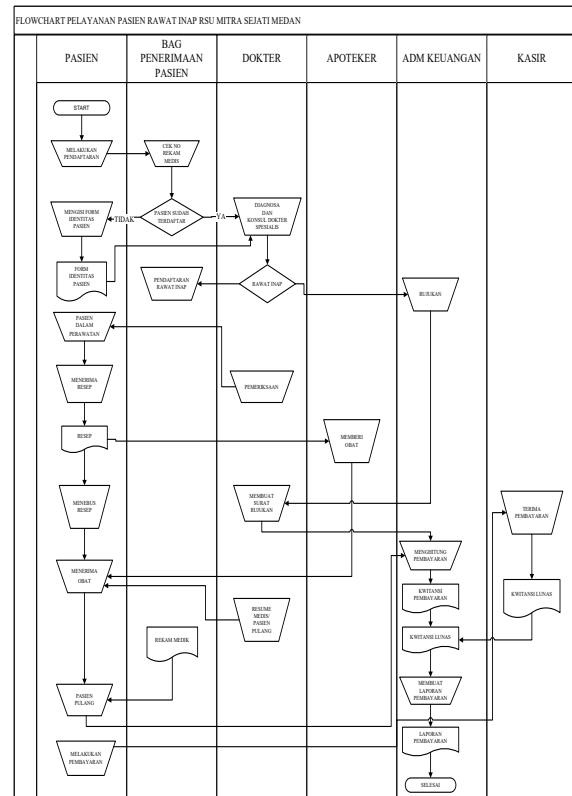 FLOWCHART PELAYANAN PASIEN RAWAT INAP RSU MITRA SEJATI MEDAN
PASIEN
BAG
PENERIMAAN
PASIEN
DOKTER
APOTEKER
ADM KEUANGAN
KASIR
START
MELAKUKAN
PENDAFTARAN
CEK NO
REKAM
MEDIS
MENGISI FORM
IDENTITAS
PASIEN
TIDAK
PASIEN SUDAH
TERDAPTAR
YA
DIAGNOSA
DAN
KONSUL DOKTER
SPESIALIS
FORM
IDENTITAS
PASIEN
PENDAFTARAN
RAWAT INAP
RAWAT INAP
RUJUKAN
PASIEN
DALAM
PERAWATAN
MENERIMA
RESEP
PEMERIKSAAN
RESEP
MEMBERI
OBAT
MENEBUS
RESEP
MEMBUAT
SURAT
RUJUKAN
TERIMA
PEMBAYARAN
MENGHITUNG
PEMBAYARAN
MENERIMA
OBAT
KWITANSI
PEMBAYARAN
KWITANSI LUNAS
RESUME
MEDIS/
PASIEN
PULANG
REKAM MEDIK
KWITANSI LUNAS
PASIEN
PULANG
MEMBUAT
LAPORAN
PEMBAYARAN
MELAKUKAN
PEMBAYARAN
LAPORAN
PEMBAYARAN
SELESAI